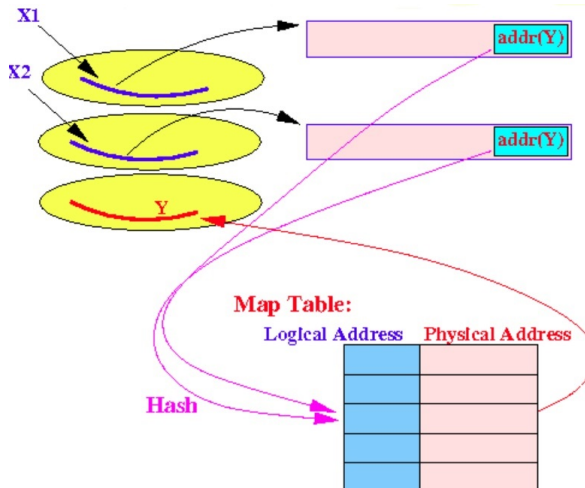 X1
addr(Y)
X2
addr(Y)
Y
Map Table:
Logical Address Physical Address
Hash